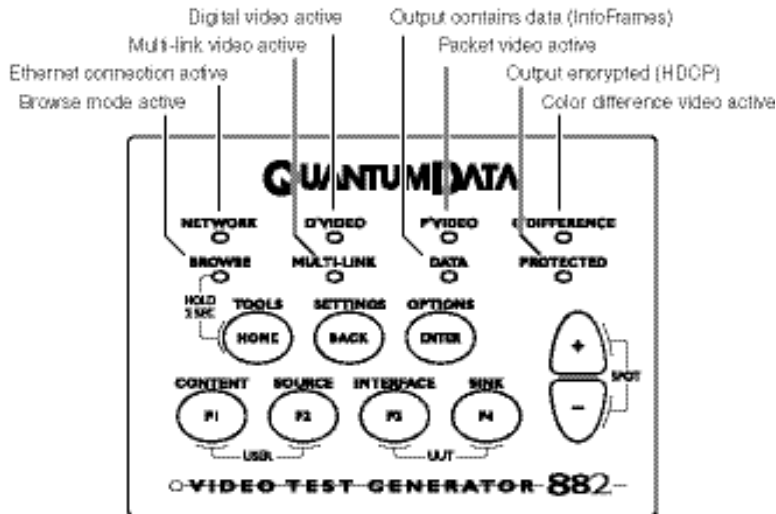 Digital video active
Output contains data (InfoFrames)
Multi-link video active
Packet video active
Ethernet connection active
Output encrypted (HDCP)
Browse mode active
Color difference video active
QUANTUMDATA
NETWORK
D'VIDEO
P'VIDEO
C'DIFFERENCE
BROWSE
MULTI-LINK
DATA
PROTECTED
HOLD
2 SEC
TOOLS
SETTINGS
OPTIONS
HOME
BACK
ENTER
+
CONTENT
SOURCE
INTERFACE
SINK
SPOT
F1
F2
F3
F4
-
USER
UUT
VIDEO TEST GENERATOR 882